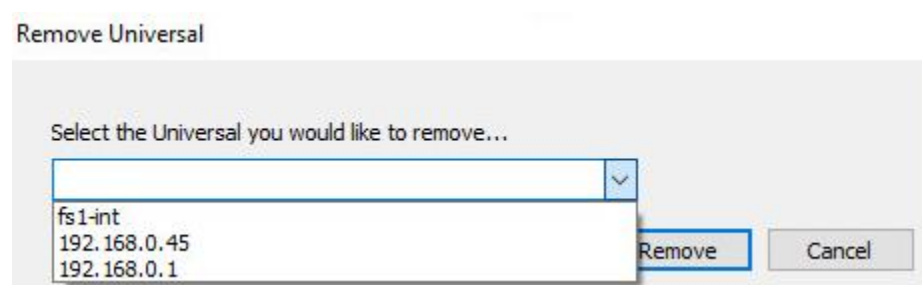 Remove Universal
Select the Universal you would like to remove...
fs1-int
192.168.0.45
192.168.0.1
Remove
Cancel